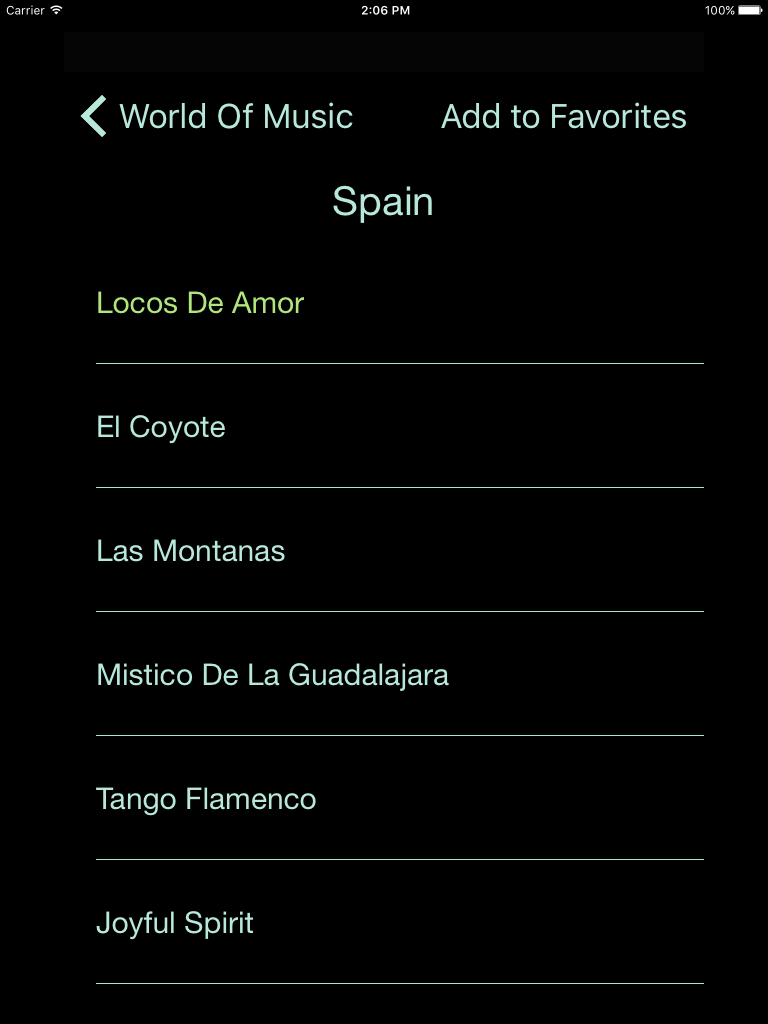 Carrier 2:06 PM 100%
World Of Music Add to Favorites
Spain
Locos De Amor
El Coyote
Las Montanas
Mistico De La Guadalajara
Tango Flamenco
Joyful Spirit